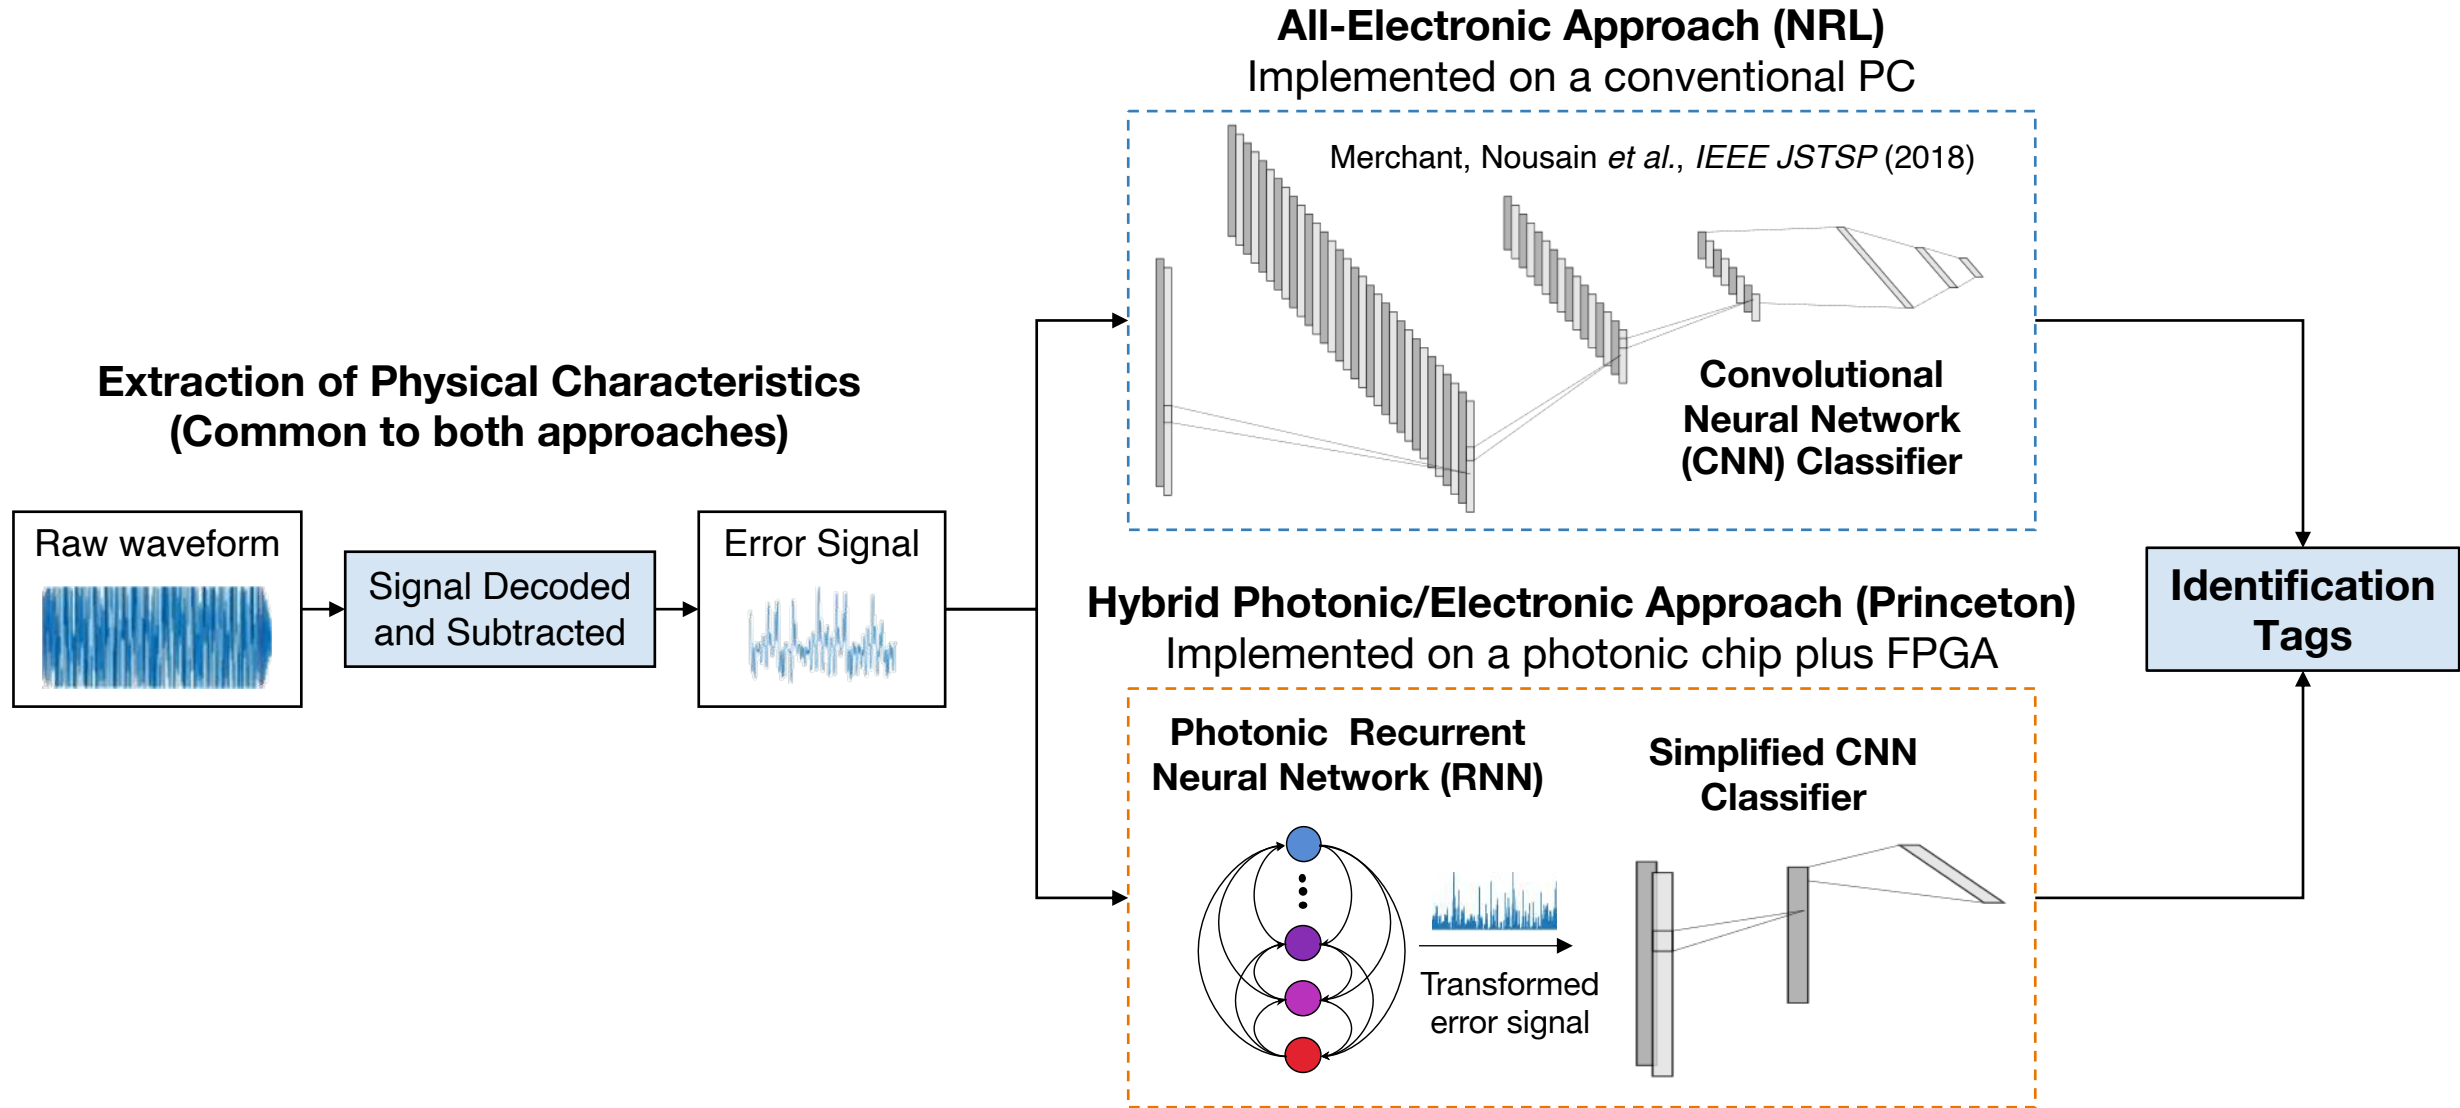 All-Electronic Approach (NRL)
Implemented on a conventional PC
Merchant, Nousain et al., IEEE JSTSP (2018)
Convolutional
Neural Network
(CNN) Classifier
Extraction of Physical Characteristics
(Common to both approaches)
Raw waveform
Signal Decoded
and Subtracted
Error Signal
Hybrid Photonic/Electronic Approach (Princeton)
Implemented on a photonic chip plus FPGA
Photonic Recurrent
Neural Network (RNN)
Transformed
error signal
Simplified CNN
Classifier
Identification
Tags